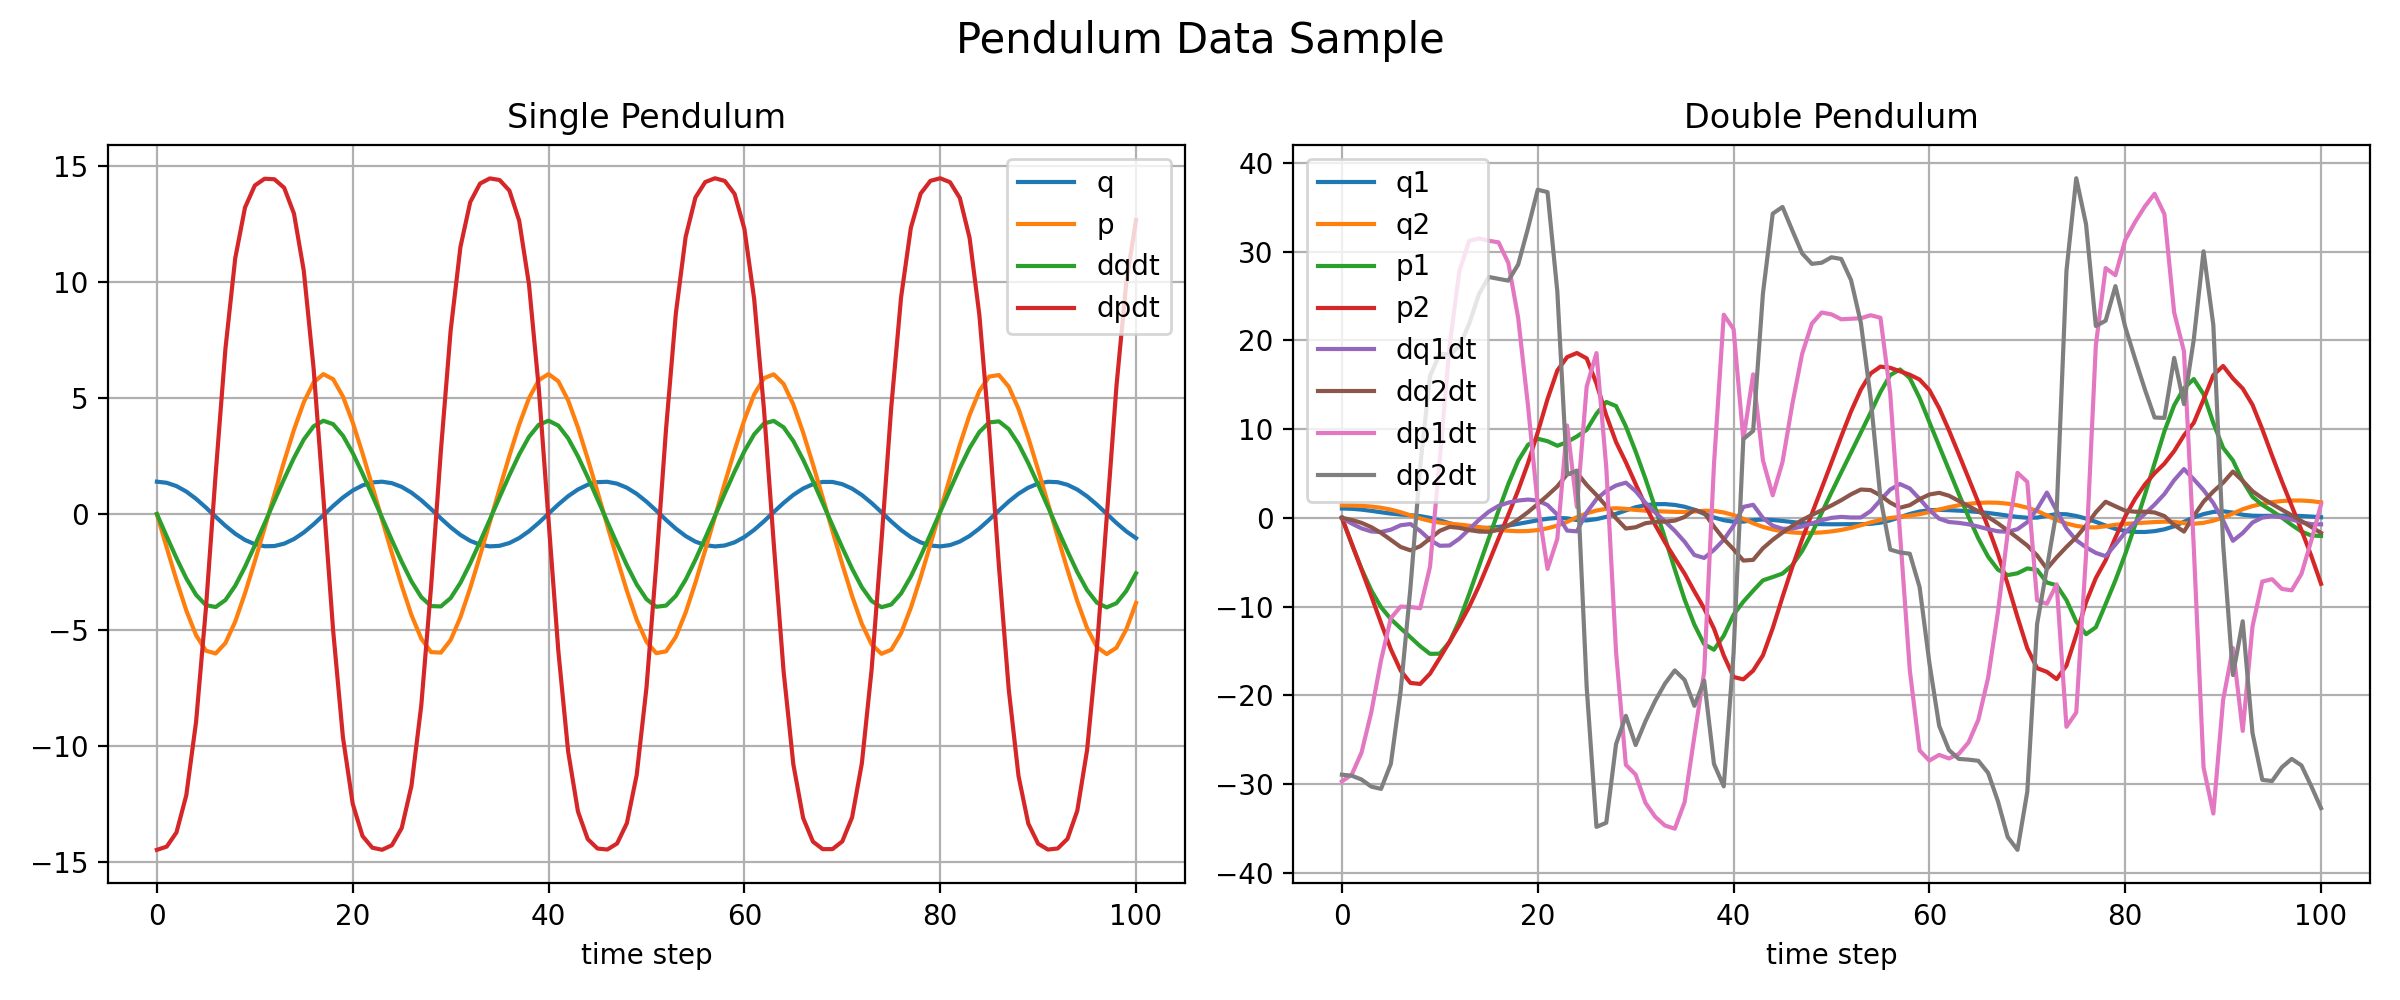 Pendulum Data Sample
Single Pendulum
15
10
5
0
−5
−10
−15
0 20 40 60 80 100
time step
q
p
dqdt
dpdt
Double Pendulum
40
30
20
10
0
−10
−20
−30
−40
0 20 40 60 80 100
time step
q1
q2
p1
p2
dq1dt
dq2dt
dp1dt
dp2dt